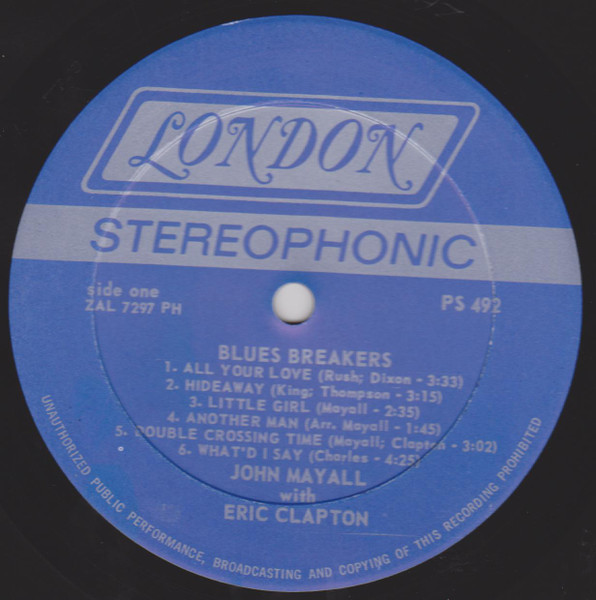 LONDON
STEREOPHONIC
side one
ZAL 7297 PH
PS 492
BLUES BREAKERS
1- ALL YOUR LOVE (Rush; Dixon - 3:33)
2- HIDEAWAY (King; Thompson - 3:15)
3- LITTLE GIRL (Mayall - 2:35)
4- ANOTHER MAN (Arr. Mayall - 1:45)
5- DOUBLE CROSSING TIME (Mayall; Clapton - 3:02)
6- WHAT'D I SAY (Charles - 4:25)
JOHN MAYALL
with
ERIC CLAPTON
UNAUTHORIZED PUBLIC PERFORMANCE, BROADCASTING AND COPYING OF THIS RECORDING PROHIBITED